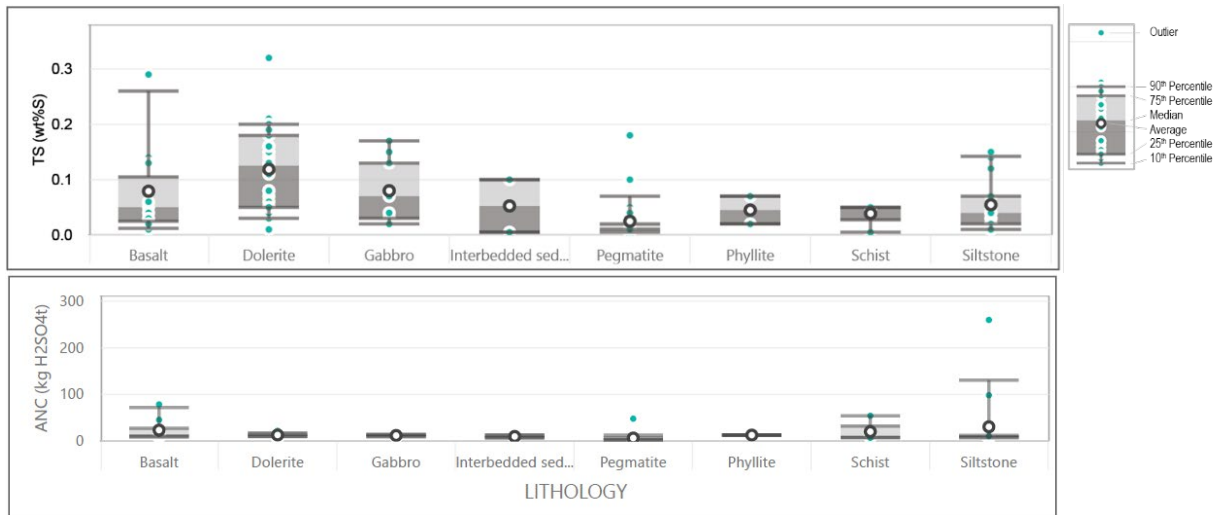 TS (wt%S)
0.3
0.2
0.1
0.0
Basalt Dolerite Gabbro Interbedded sed... Pegmatite Phyllite Schist Siltstone
Outlier
90th Percentile
75th Percentile
Median
Average
25th Percentile
10th Percentile
ANC (kg H2SO4t)
300
200
100
0
Basalt Dolerite Gabbro Interbedded sed... Pegmatite Phyllite Schist Siltstone
LITHOLOGY